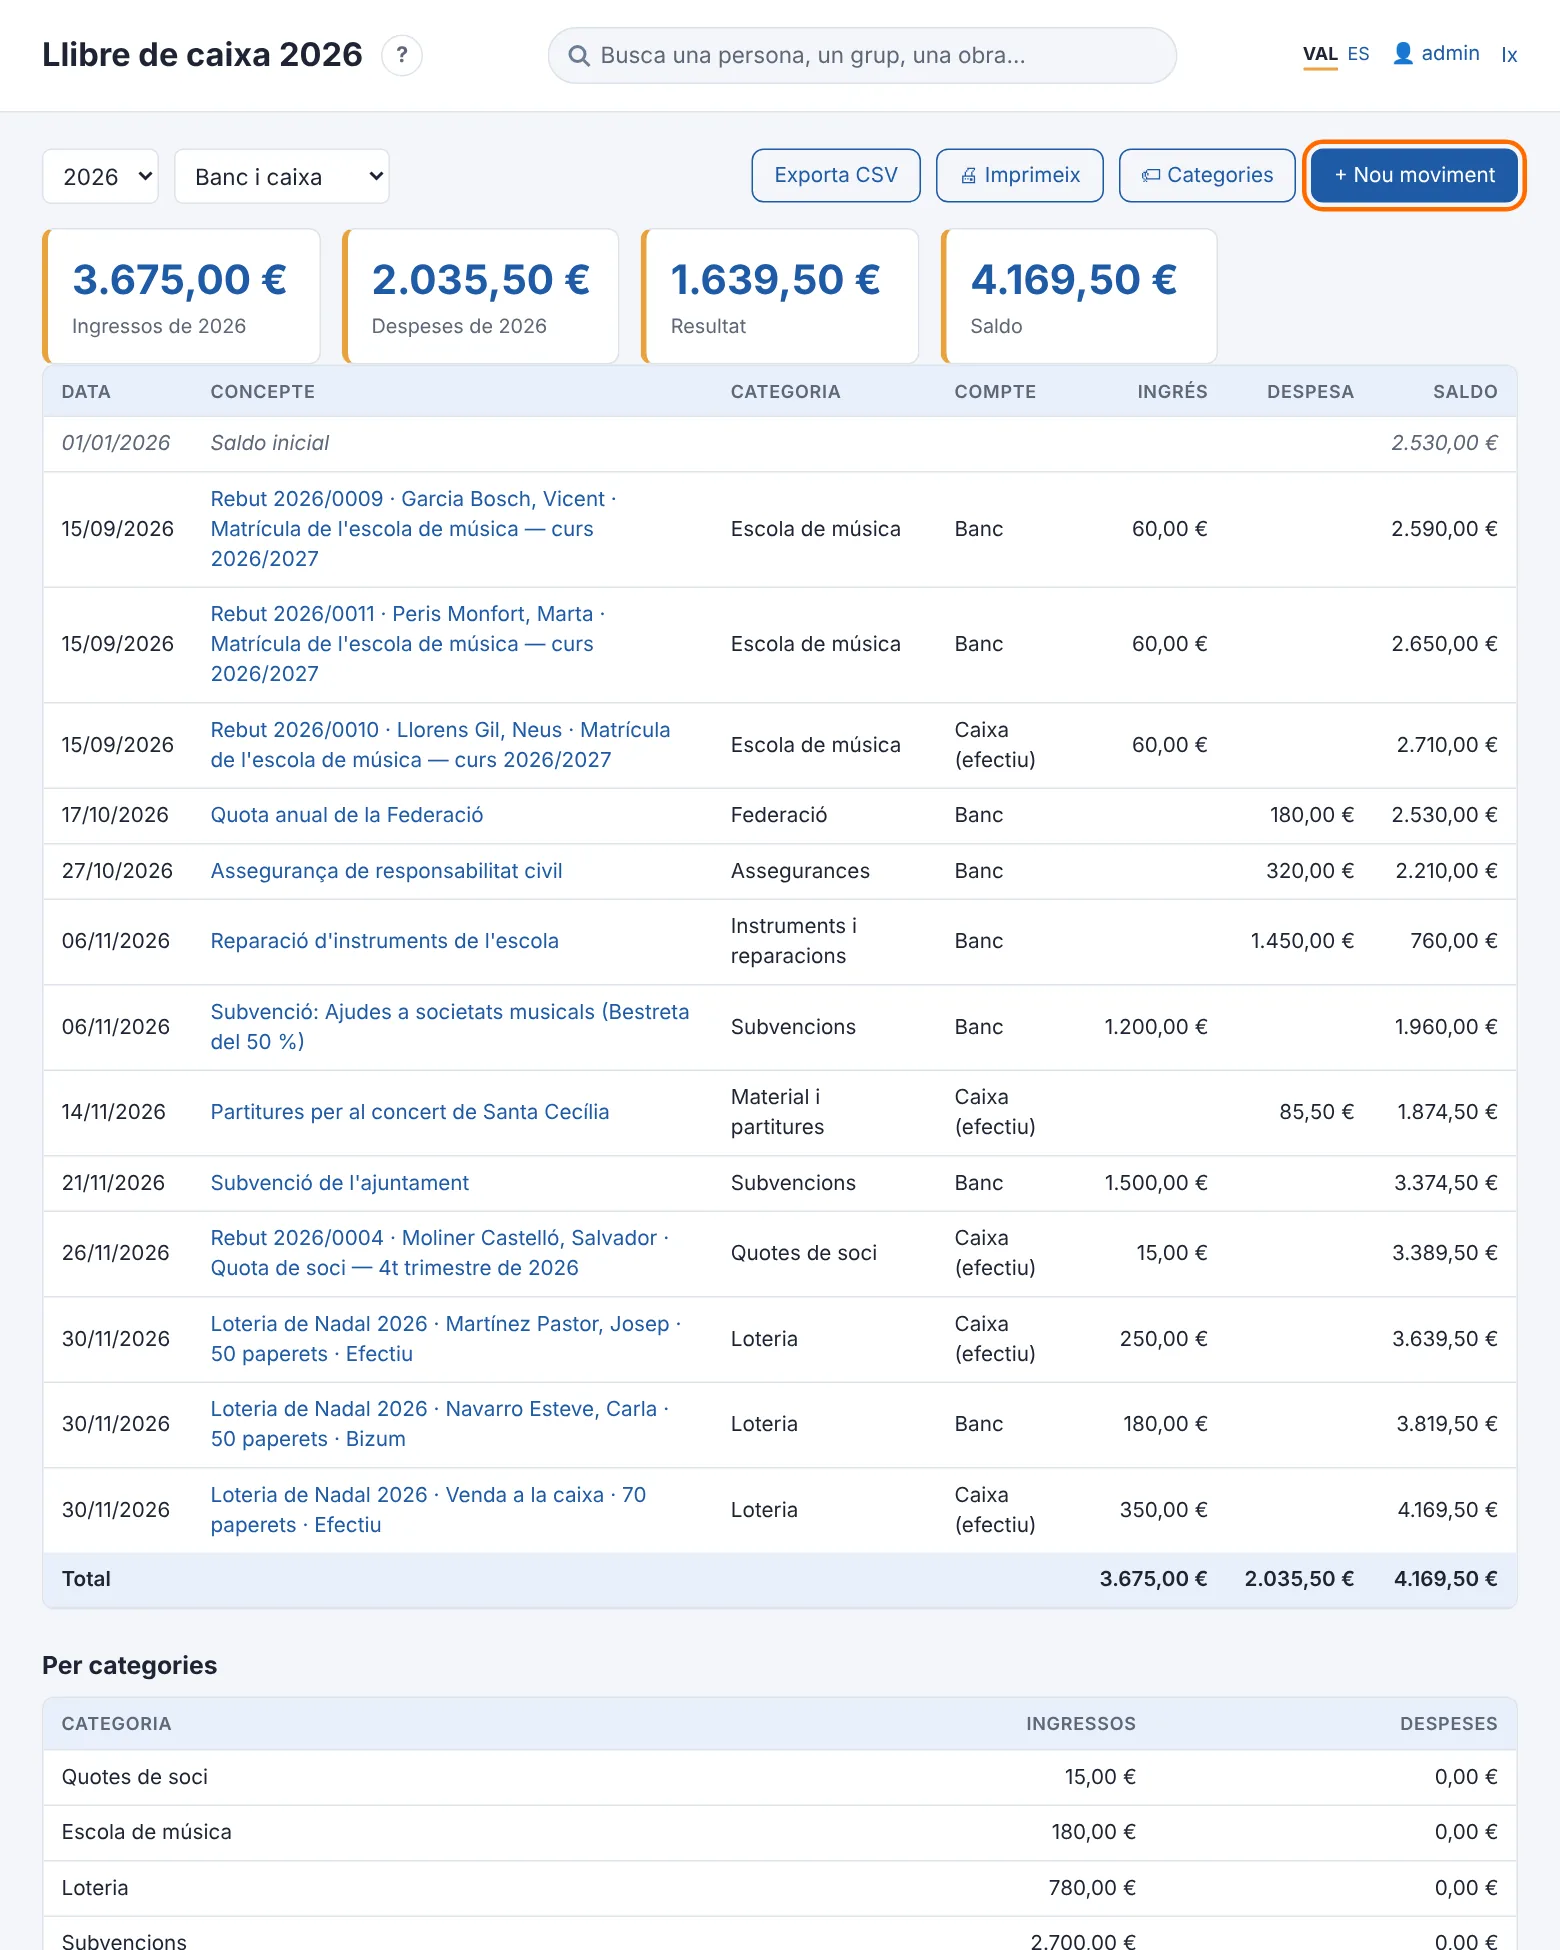 Llibre de caixa 2026 ?
Busca una persona, un grup, una obra...
VAL ES admin Ix
2026 Banc i caixa Exporta CSV Imprimeix Categories + Nou moviment
3.675,00 € 2.035,50 € 1.639,50 € 4.169,50 €
Ingressos de 2026 Despeses de 2026 Resultat Saldo
DATA CONCEPTE CATEGORIA COMPTE INGRÉS DESPESA SALDO
01/01/2026 Saldo inicial 2.530,00 €
Rebut 2026/0009 · Garcia Bosch, Vicent ·
15/09/2026 Matrícula de l'escola de música — curs Escola de música Banc 60,00 € 2.590,00 €
2026/2027
Rebut 2026/0011 · Peris Monfort, Marta ·
15/09/2026 Matrícula de l'escola de música — curs Escola de música Banc 60,00 € 2.650,00 €
2026/2027
15/09/2026 Rebut 2026/0010 · Llorens Gil, Neus · Matrícula Escola de música Caixa 60,00 € 2.710,00 €
de l'escola de música — curs 2026/2027 (efectiu)
17/10/2026 Quota anual de la Federació Federació Banc 180,00 € 2.530,00 €
27/10/2026 Assegurança de responsabilitat civil Assegurances Banc 320,00 € 2.210,00 €
06/11/2026 Reparació d'instruments de l'escola Instruments i Banc 1.450,00 € 760,00 €
reparacions
06/11/2026 Subvenció: Ajudes a societats musicals (Bestreta Subvencions Banc 1.200,00 € 1.960,00 €
del 50 %)
14/11/2026 Partitures per al concert de Santa Cecília Material i Caixa 85,50 € 1.874,50 €
partitures (efectiu)
21/11/2026 Subvenció de l'ajuntament Subvencions Banc 1.500,00 € 3.374,50 €
26/11/2026 Rebut 2026/0004 · Moliner Castelló, Salvador · Quotes de soci Caixa 15,00 € 3.389,50 €
Quota de soci — 4t trimestre de 2026 (efectiu)
30/11/2026 Loteria de Nadal 2026 · Martínez Pastor, Josep · Loteria Caixa 250,00 € 3.639,50 €
50 paperets · Efectiu (efectiu)
30/11/2026 Loteria de Nadal 2026 · Navarro Esteve, Carla · Loteria Banc 180,00 € 3.819,50 €
50 paperets · Bizum
30/11/2026 Loteria de Nadal 2026 · Venda a la caixa · 70 Loteria Caixa 350,00 € 4.169,50 €
paperets · Efectiu (efectiu)
Total 3.675,00 € 2.035,50 € 4.169,50 €
Per categories
CATEGORIA INGRESSOS DESPESES
Quotes de soci 15,00 € 0,00 €
Escola de música 180,00 € 0,00 €
Loteria 780,00 € 0,00 €
Subvencions 2.700,00 € 0,00 €